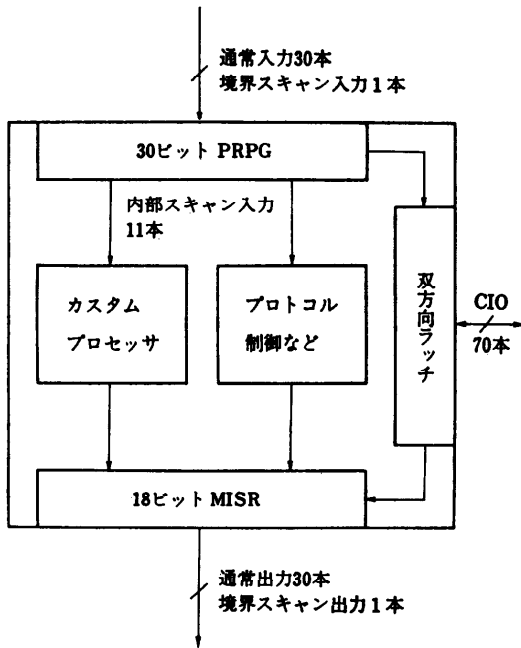 通常入力30本
境界スキャン入力1本
30ビット PRPG
内部スキャン入力
11本
カスタム
プロセッサ
プロトコル
制御など
双方向ラッチ
CIO
70本
18ビット MISR
通常出力30本
境界スキャン出力1本